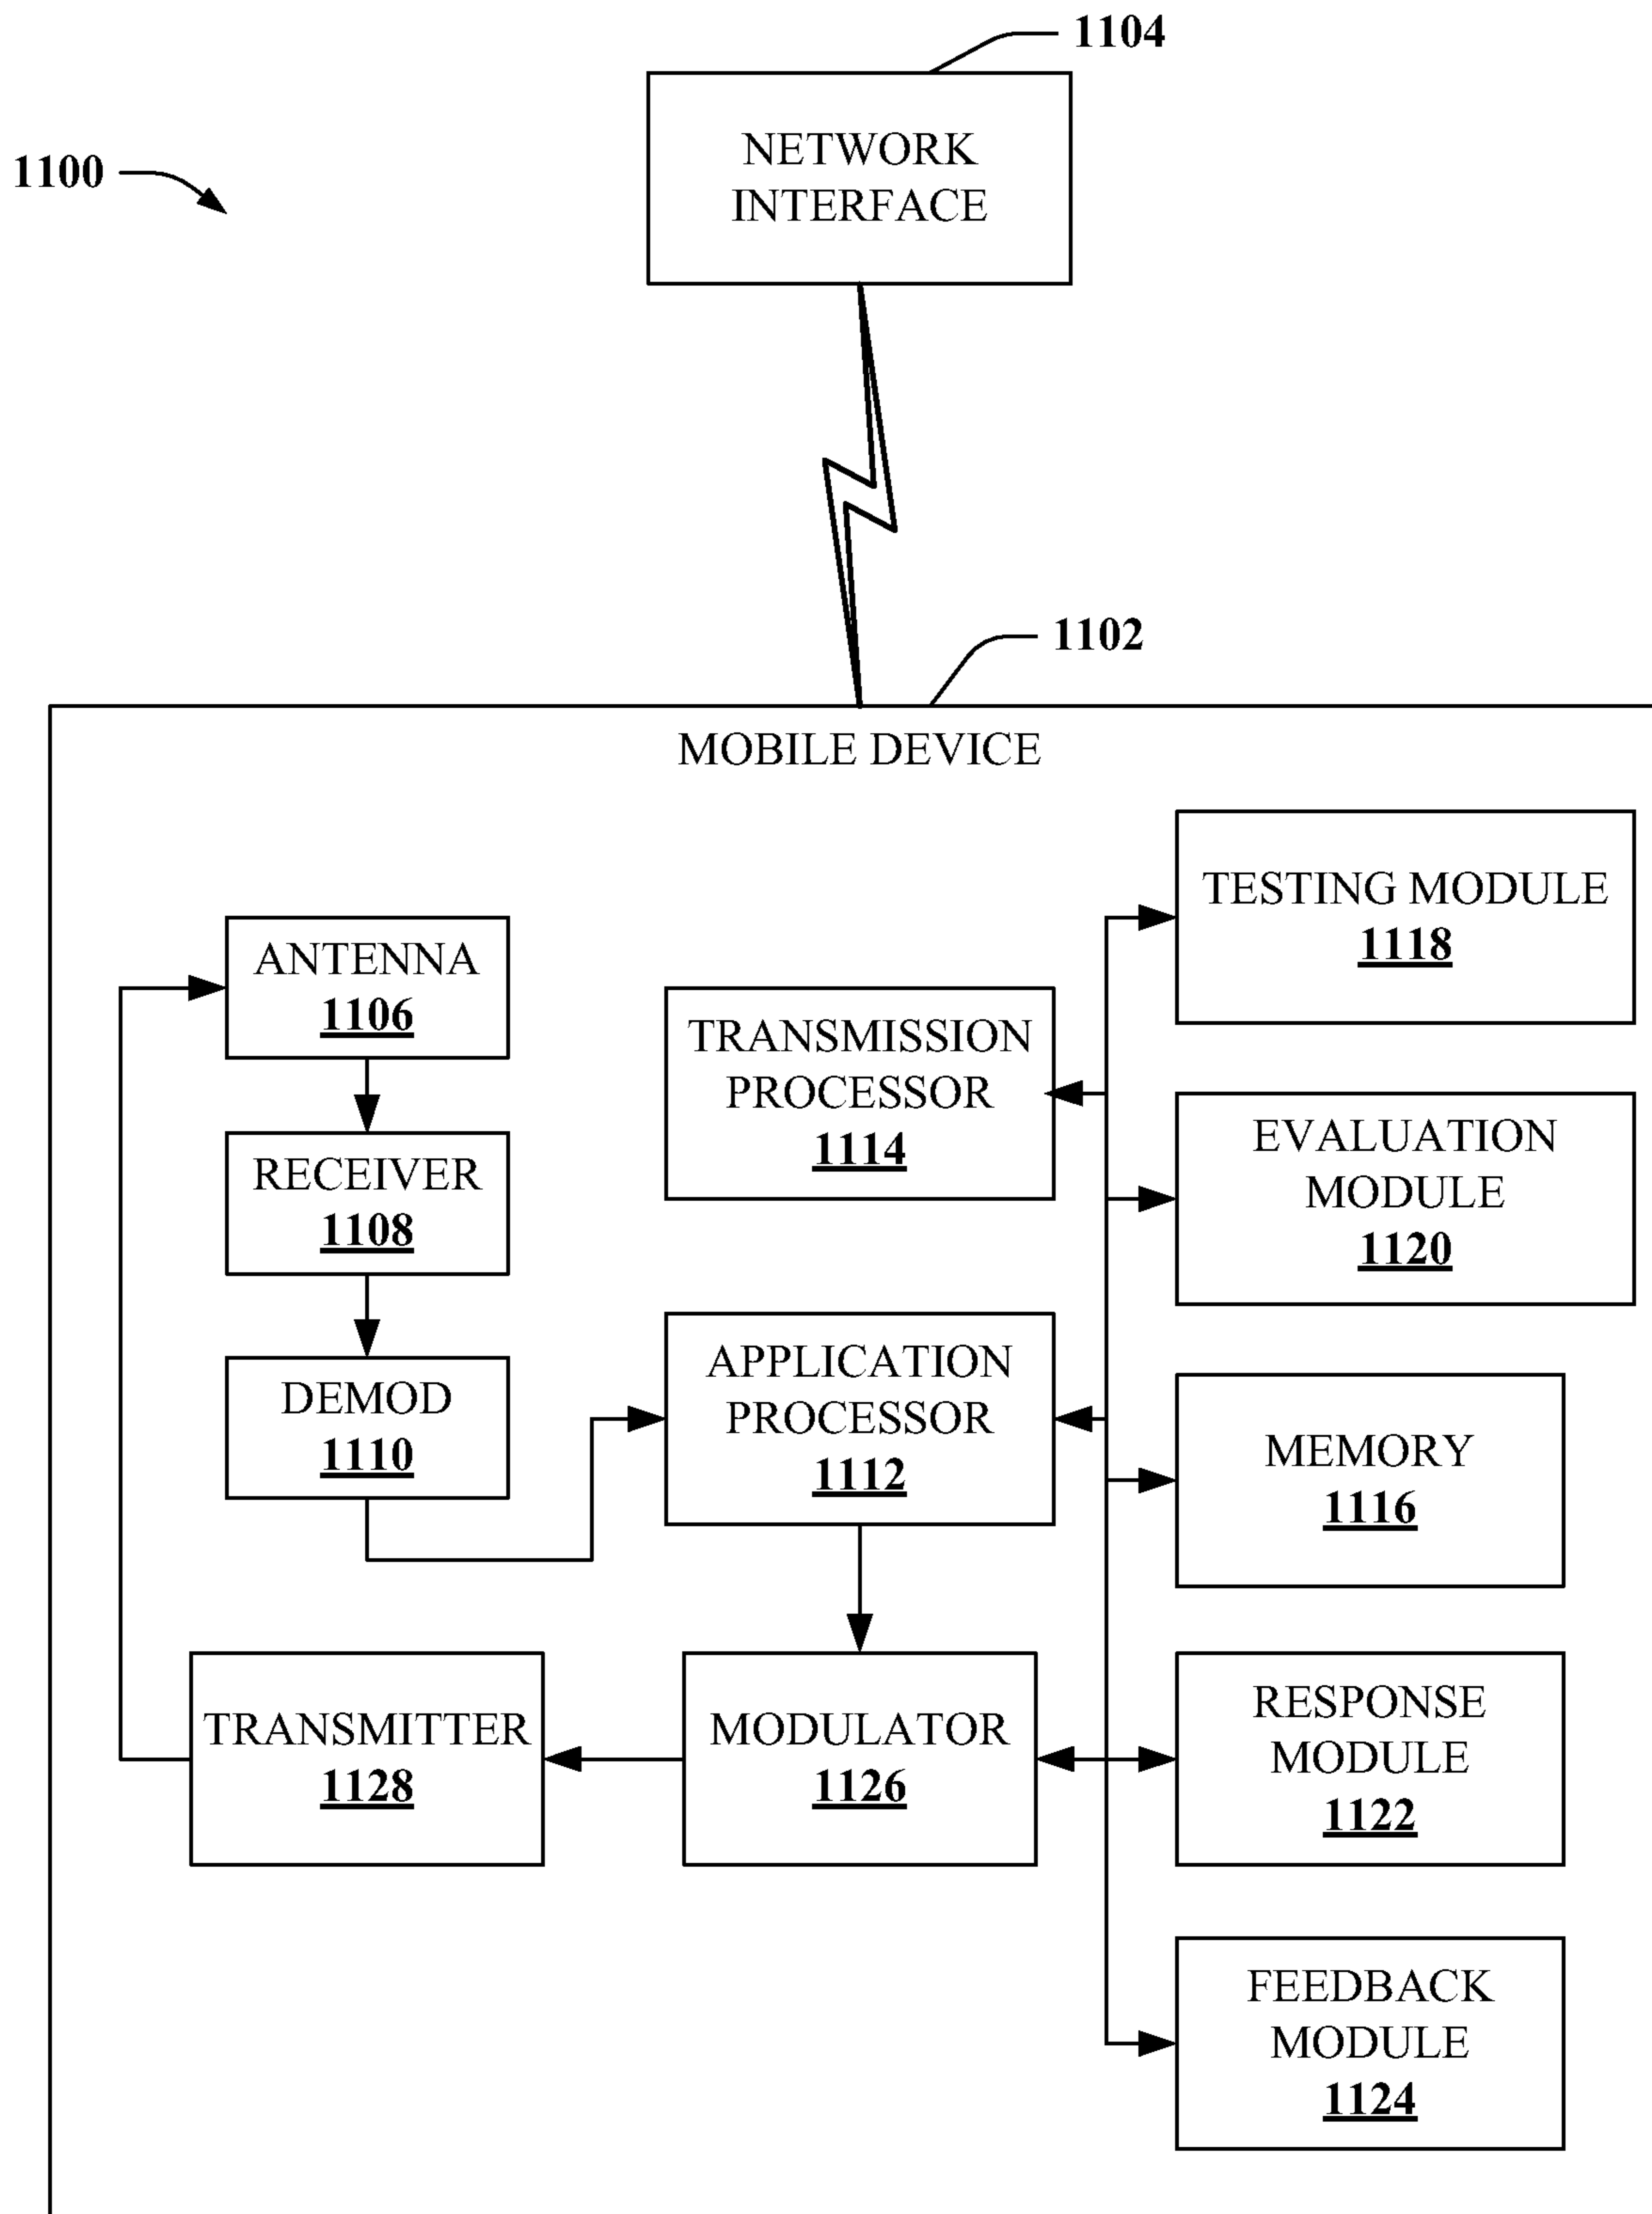 1104
NETWORK
INTERFACE
1100
1102
MOBILE DEVICE
TESTING MODULE
1118
ANTENNA
1106
TRANSMISSION
PROCESSOR
1114
EVALUATION
MODULE
1120
RECEIVER
1108
DEMOD
1110
APPLICATION
PROCESSOR
1112
MEMORY
1116
TRANSMITTER
1128
MODULATOR
1126
RESPONSE
MODULE
1122
FEEDBACK
MODULE
1124